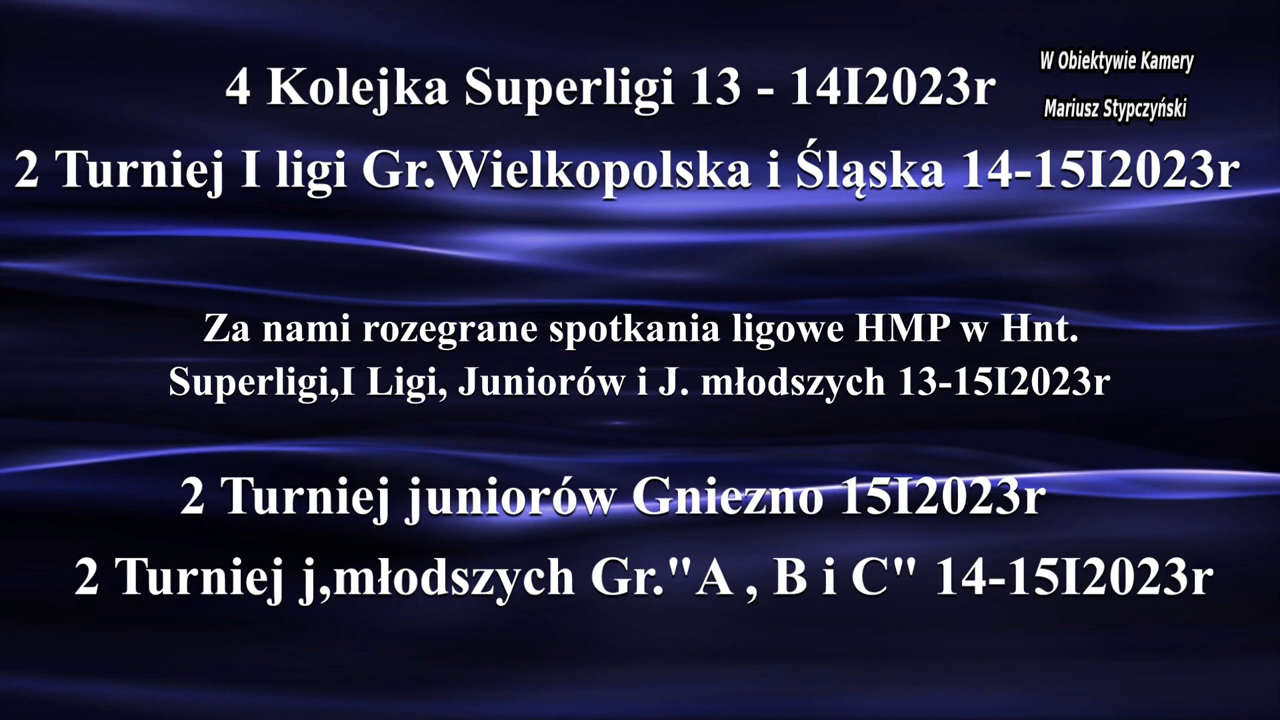 4 Kolejka Superligi 13 - 14I2023r
W Obiektywie Kamery
Mariusz Stypczyński
2 Turniej I ligi Gr.Wielkopolska i Śląska 14-15I2023r
Za nami rozegrane spotkania ligowe HMP w Hnt.
Superligi,I Ligi, Juniorów i J. młodszych 13-15I2023r
2 Turniej juniorów Gniezno 15I2023r
2 Turniej j,młodszych Gr."A , B i C" 14-15I2023r